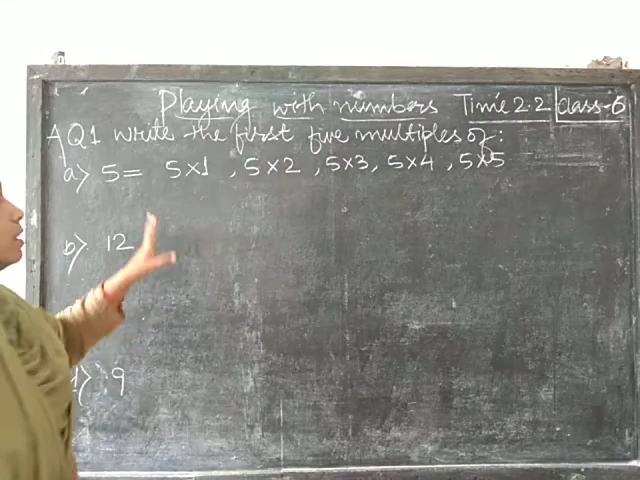 Playing with numbers Time 2.2 class-6
A Q1 write the first five multiples of:
a) 5= 5×1 , 5×2 , 5×3, 5×4 , 5×5
b) 12
d) 9